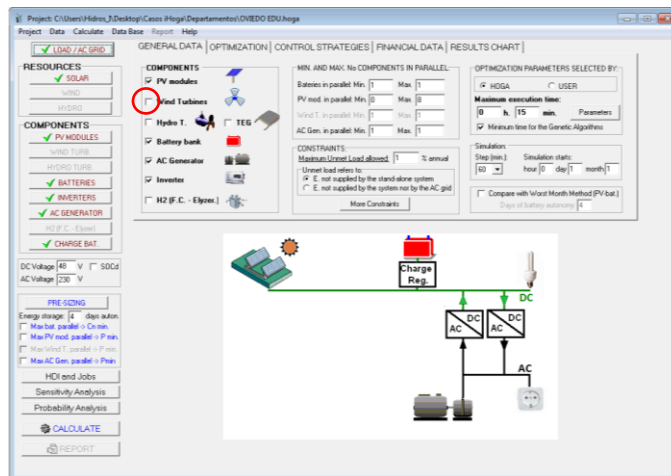 Project: C:\Users\Hidros_I\Desktop\Casos iHoga\Departamentos\OVIEDO EDU.hoga
Project Data Calculate Data Base Report Help
LOAD / AC GRID
RESOURCES
SOLAR
WIND
HYDRO
COMPONENTS
PV MODULES
WIND TURB.
HYDRO TURB.
BATTERIES
INVERTERS
AC GENERATOR
H2 (F.C. - Elyzer)
CHARGE BAT.
DC Voltage 48 V SOCd
AC Voltage 230 V
PRE-SIZING
Energy storage: 4 days auton.
Max bat. parallel -> Cn min.
Max PV mod. parallel -> P min.
Max Wind T. parallel -> P min.
Max AC Gen. parallel -> Pmin
HDI and Jobs
Sensitivity Analysis
Probability Analysis
CALCULATE
REPORT
GENERAL DATA OPTIMIZATION CONTROL STRATEGIES FINANCIAL DATA RESULTS CHART
COMPONENTS
PV modules
Wind Turbines
Hydro T. TEG
Battery bank
AC Generator
Inverter
H2 (F.C. - Elyzer.)
MIN. AND MAX. No COMPONENTS IN PARALLEL:
Bateries in parallel: Min. 1 Max. 1
PV mod. in parallel: Min. 0 Max. 8
Wind T. in parallel: Min. 1 Max. 1
AC Gen. in parallel: Min. 1 Max. 1
CONSTRAINTS:
Maximum Unmet Load allowed: 1 % annual
Unmet load refers to:
E. not supplied by the stand-alone system
E. not supplied by the system nor by the AC grid
More Constraints
OPTIMIZATION PARAMETERS SELECTED BY:
HOGA USER
Maximum execution time:
0 h. 15 min. Parameters
Minimum time for the Genetic Algorithms
Simulation:
Step (min.): Simulation starts:
60 hour 0 day 1 month 1
Compare with Worst Month Method (PV-bat.)
Days of battery autonomy 4
Charge
Reg.
DC
DC
AC
DC
AC
AC